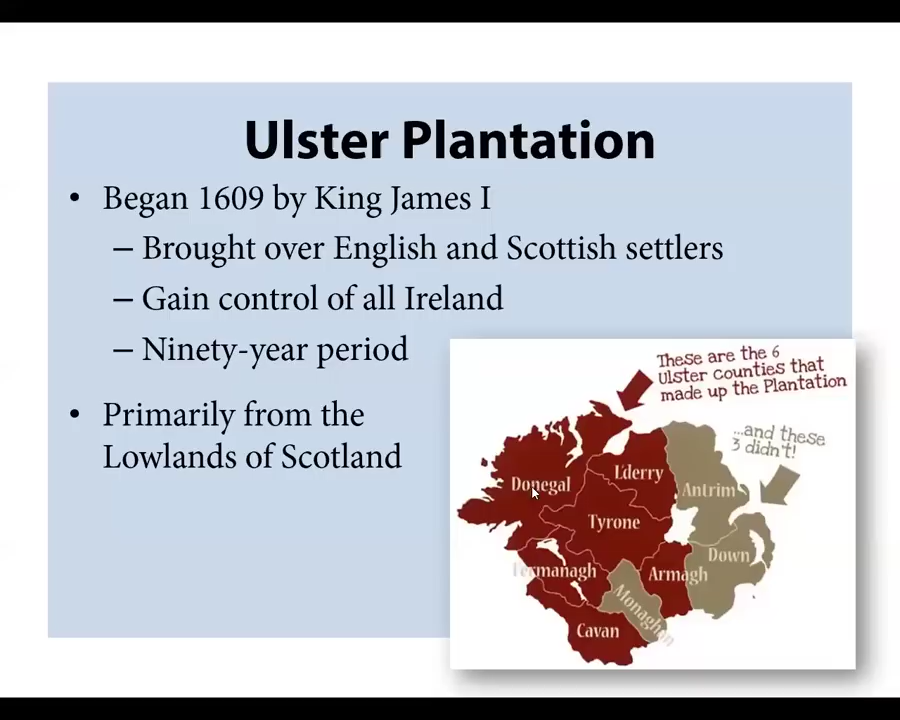 Ulster Plantation
• Began 1609 by King James I
– Brought over English and Scottish settlers
– Gain control of all Ireland
– Ninety-year period
• Primarily from the
Lowlands of Scotland
These are the 6
Ulster counties that
made up the Plantation
...and these
3 didn't!
Donegal
L'derry
Antrim
Tyrone
Down
Fermanagh
Armagh
Monaghan
Cavan